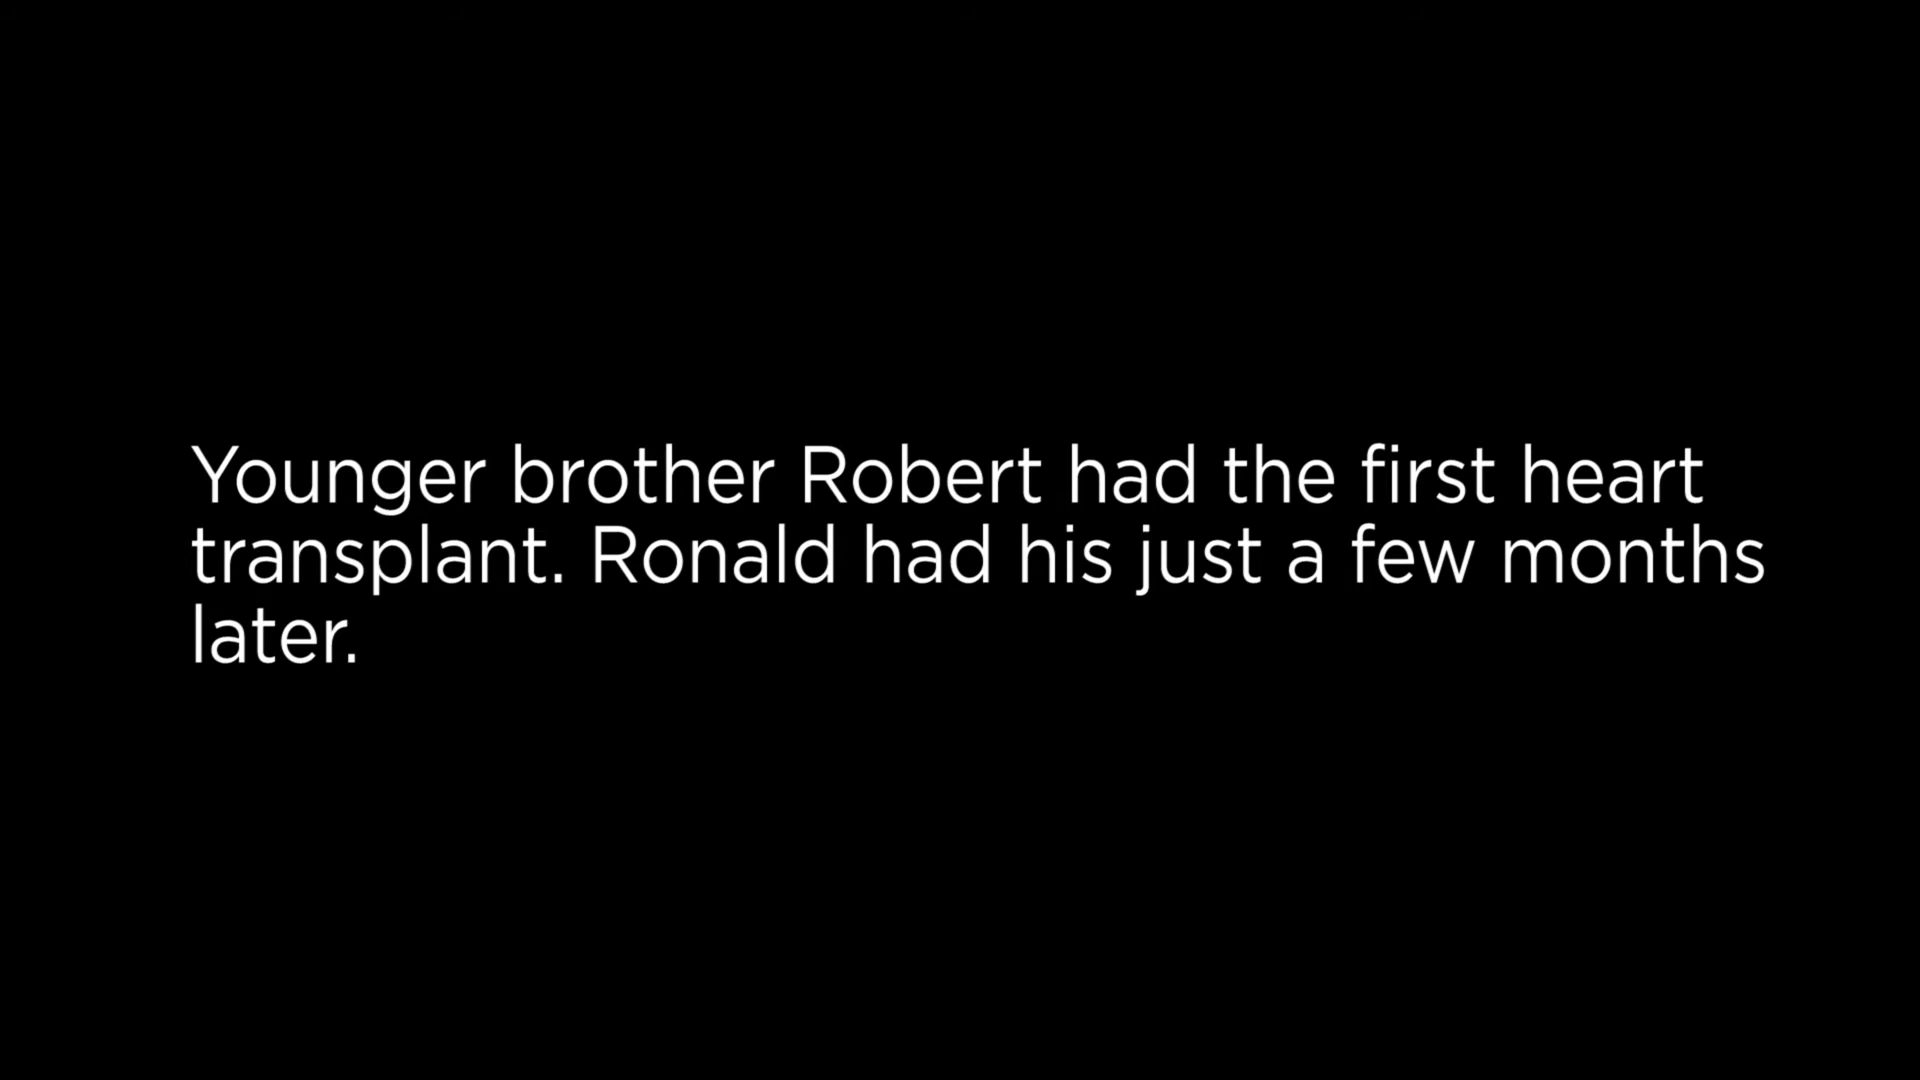 Younger brother Robert had the first heart
transplant. Ronald had his just a few months
later.